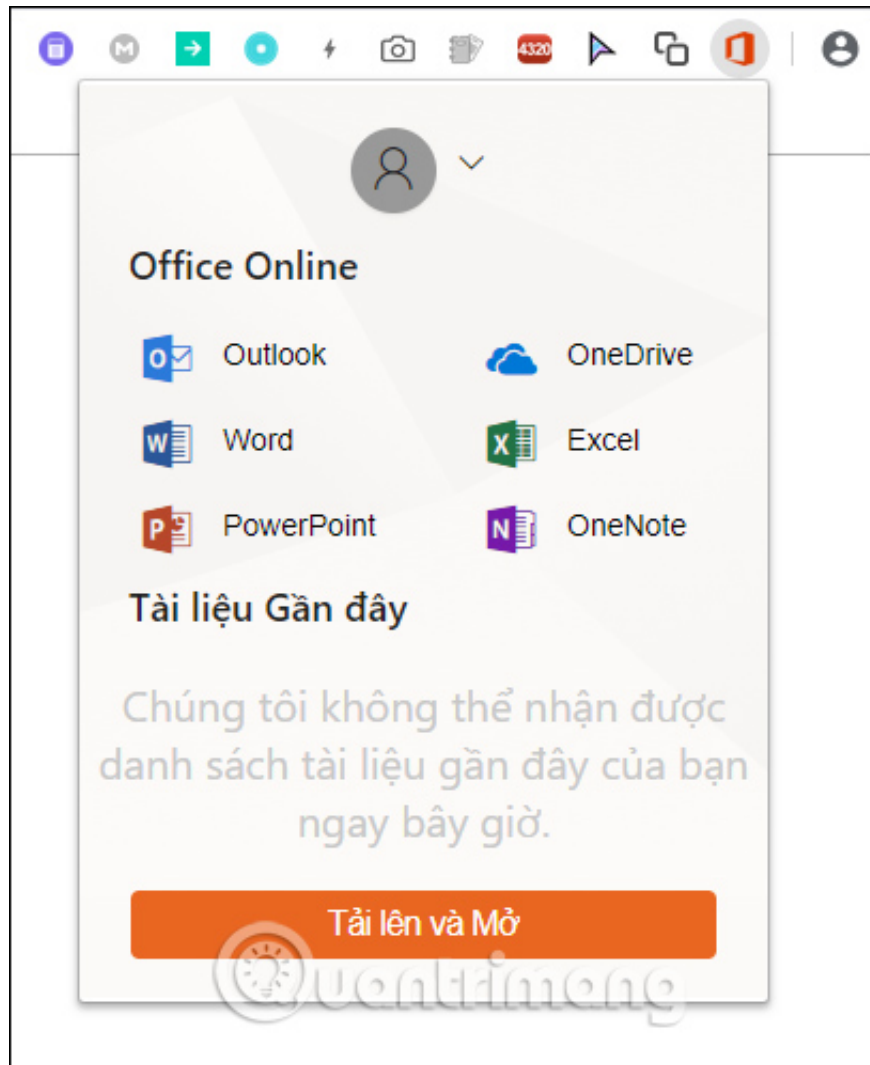 4320
Office Online
Outlook
OneDrive
Word
Excel
PowerPoint
OneNote
Tài liệu Gần đây
Chúng tôi không thể nhận được
danh sách tài liệu gần đây của bạn
ngay bây giờ.
Tải lên và Mở
Quantrimang